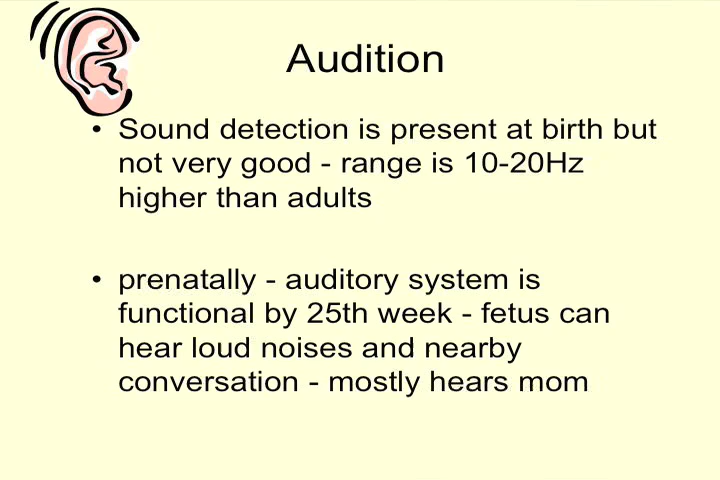 Audition
• Sound detection is present at birth but
not very good - range is 10-20Hz
higher than adults
• prenatally - auditory system is
functional by 25th week - fetus can
hear loud noises and nearby
conversation - mostly hears mom